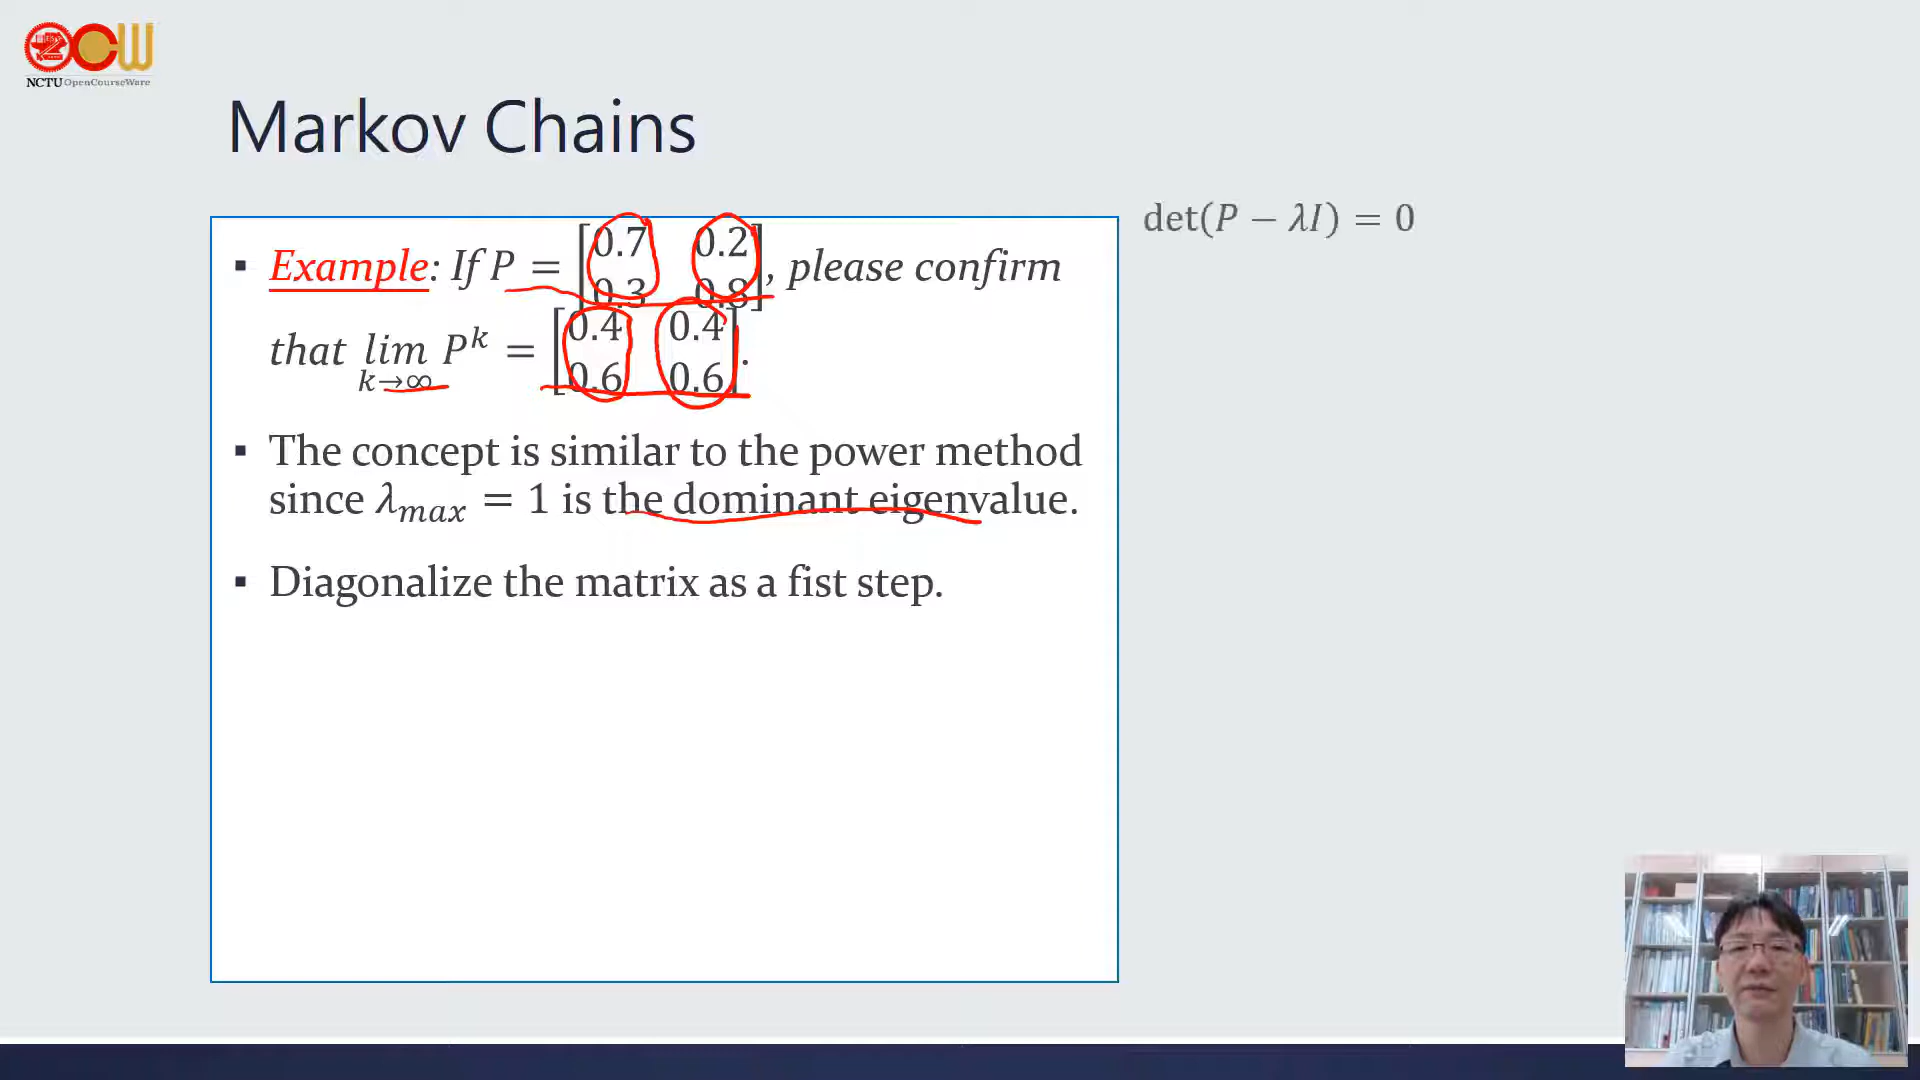 NCTU OpenCourseWare
Markov Chains
▪ Example: If P = [0.7 0.2; 0.3 0.8], please confirm
that lim_{k→∞} P^k = [0.4 0.4; 0.6 0.6].
▪ The concept is similar to the power method
since λ_max = 1 is the dominant eigenvalue.
▪ Diagonalize the matrix as a fist step.
det(P − λI) = 0